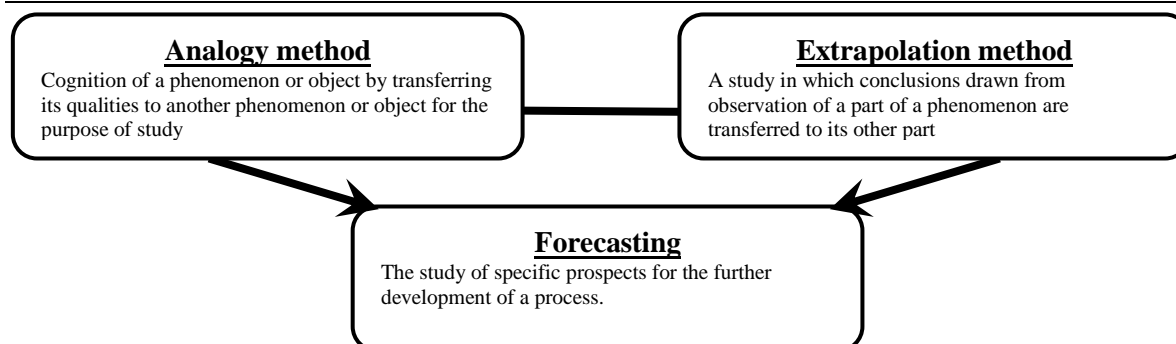 Analogy method
Cognition of a phenomenon or object by transferring
its qualities to another phenomenon or object for the
purpose of study
Extrapolation method
A study in which conclusions drawn from
observation of a part of a phenomenon are
transferred to its other part
Forecasting
The study of specific prospects for the further
development of a process.